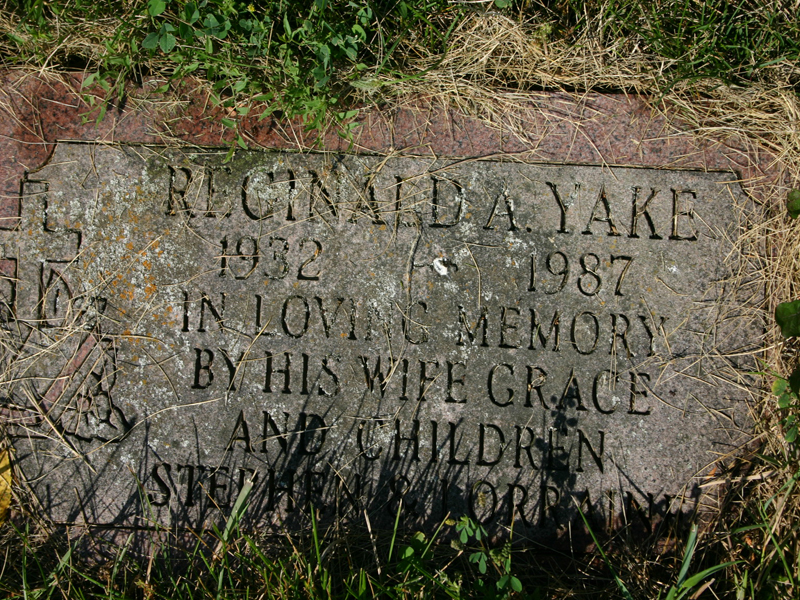 REGINALD A. YAKE
1932 – 1987
IN LOVING MEMORY
BY HIS WIFE GRACE
AND CHILDREN
STEPHEN & LORRAINE